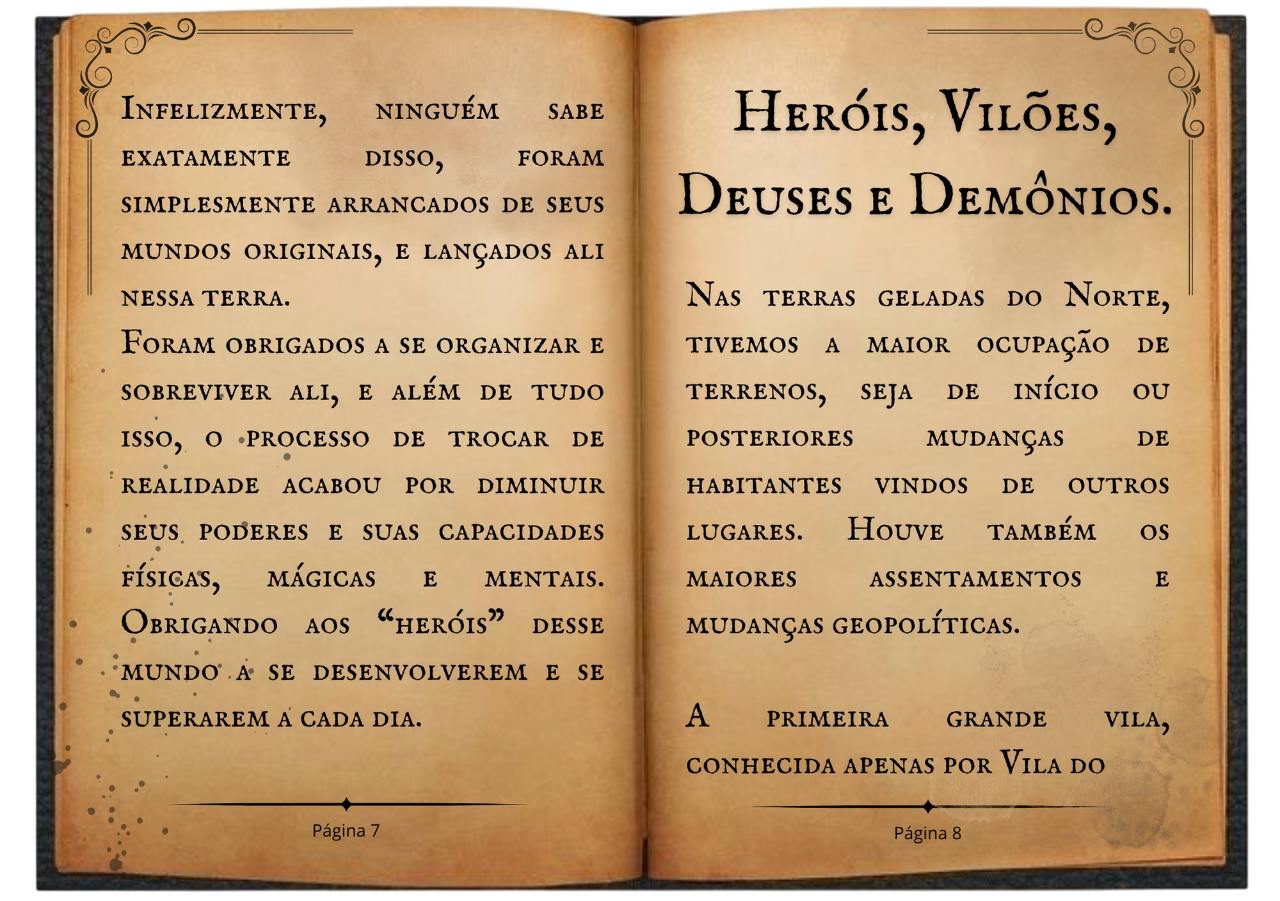 Infelizmente, ninguém sabe
exatamente disso, foram
simplesmente arrancados de seus
mundos originais, e lançados ali
nessa terra.
Foram obrigados a se organizar e
sobreviver ali, e além de tudo
isso, o processo de trocar de
realidade acabou por diminuir
seus poderes e suas capacidades
físicas, mágicas e mentais.
Obrigando aos “heróis” desse
mundo a se desenvolverem e se
superarem a cada dia.
Página 7
Heróis, Vilões,
Deuses e Demônios.
Nas terras geladas do Norte,
tivemos a maior ocupação de
terrenos, seja de início ou
posteriores mudanças de
habitantes vindos de outros
lugares. Houve também os
maiores assentamentos e
mudanças geopolíticas.
A primeira grande vila,
conhecida apenas por Vila do
Página 8